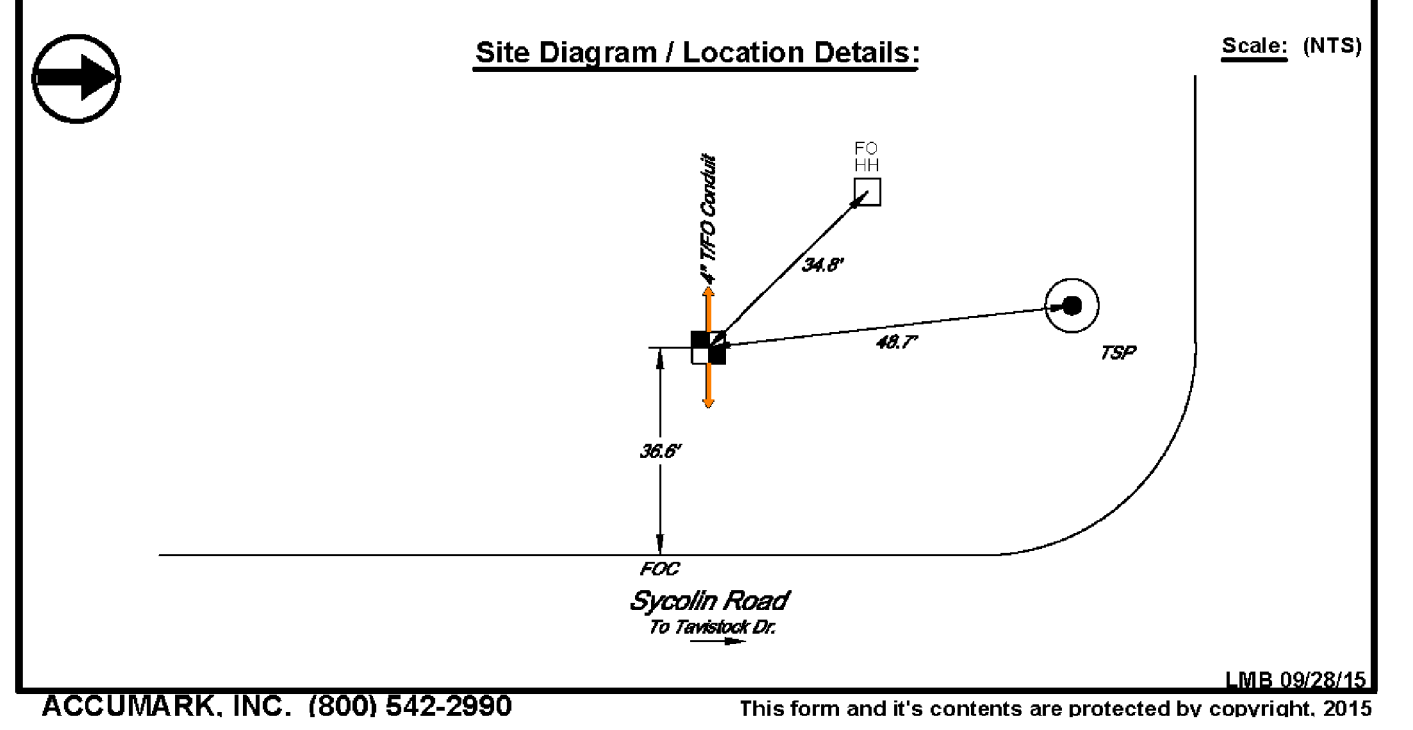 Site Diagram / Location Details:
Scale: (NTS)
FO
HH
4" T/FO Conduit
34.8'
48.7'
TSP
36.6'
FOC
Sycolin Road
To Tavistock Dr.
LMB 09/28/15
ACCUMARK, INC. (800) 542-2990
This form and it's contents are protected by copyright, 2015